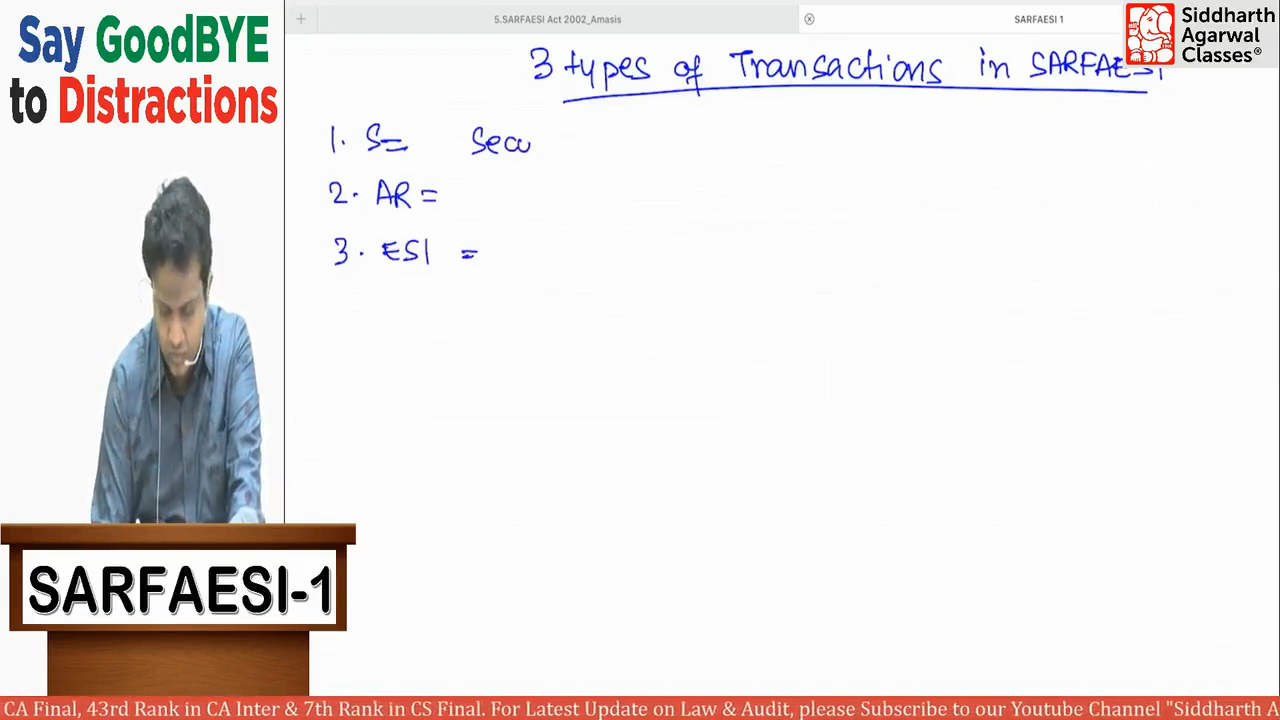 Say GoodBYE
to Distractions
5.SARFAESI Act 2002_Amasis
SARFAESI 1
Siddharth
Agarwal
Classes®
3 types of Transactions in SARFAESI
1. S= Secu
2. AR =
3. ESI =
SARFAESI-1
CA Final, 43rd Rank in CA Inter & 7th Rank in CS Final. For Latest Update on Law & Audit, please Subscribe to our Youtube Channel "Siddharth A